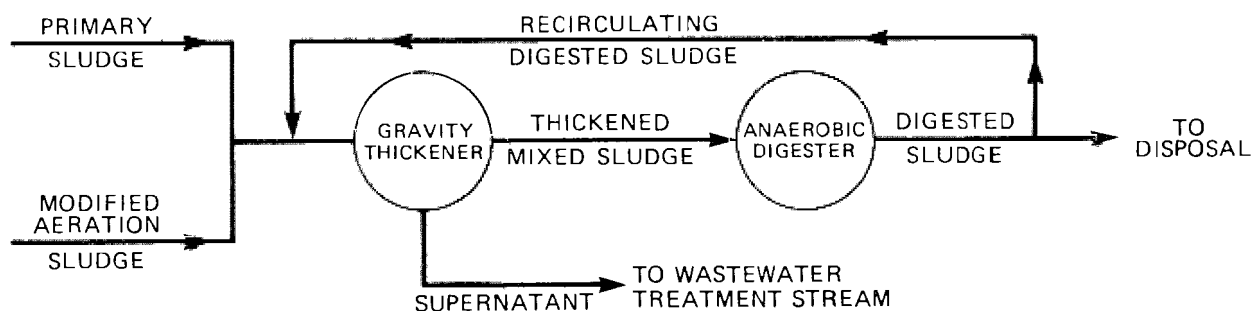 PRIMARY
SLUDGE
RECIRCULATING
DIGESTED SLUDGE
GRAVITY
THICKENER
THICKENED
MIXED SLUDGE
ANAEROBIC
DIGESTER
DIGESTED
SLUDGE
TO
DISPOSAL
MODIFIED
AERATION
SLUDGE
SUPERNATANT
TO WASTEWATER
TREATMENT STREAM